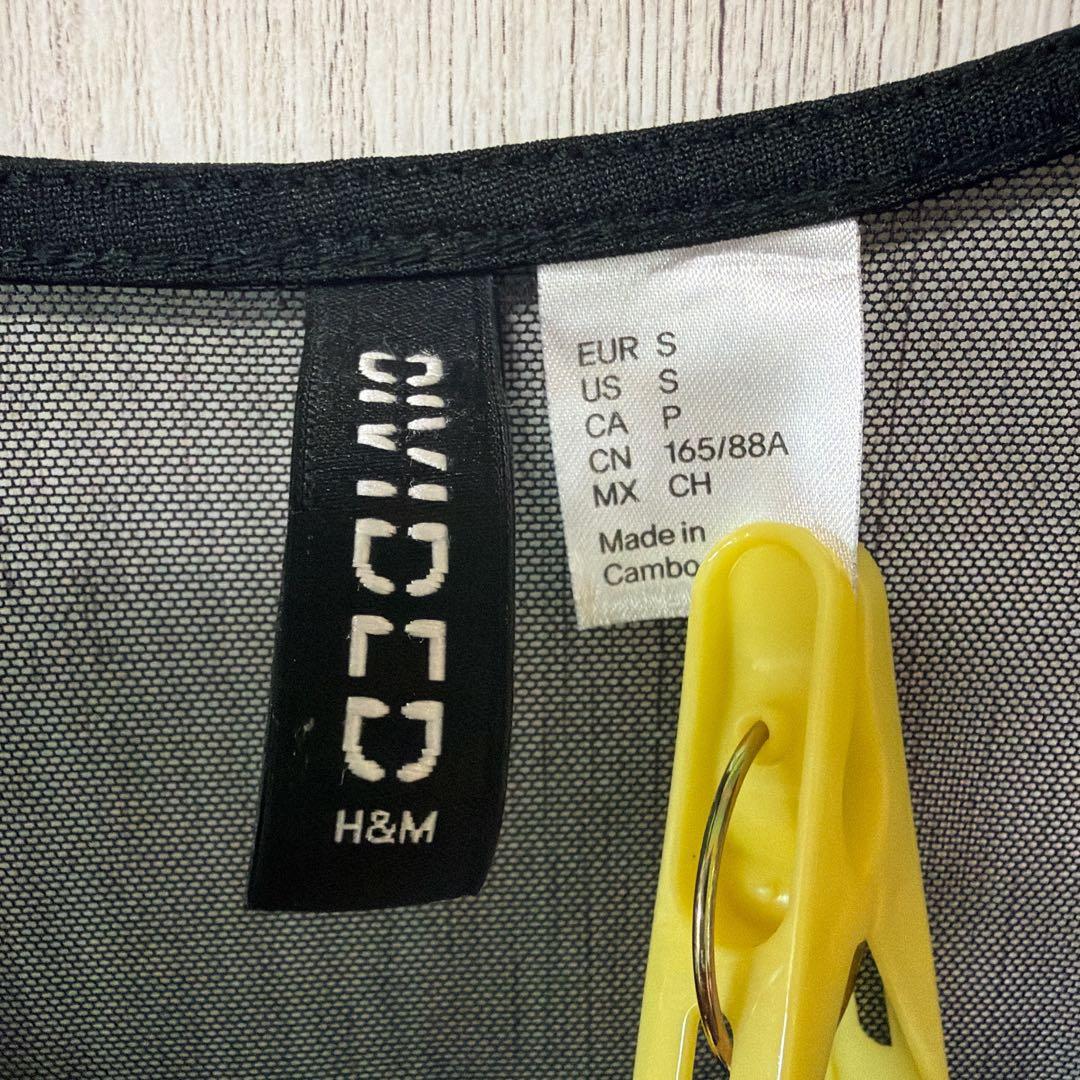 DIVIDED
H&M
EUR S
US S
CA P
CN 165/88A
MX CH
Made in
Cambo